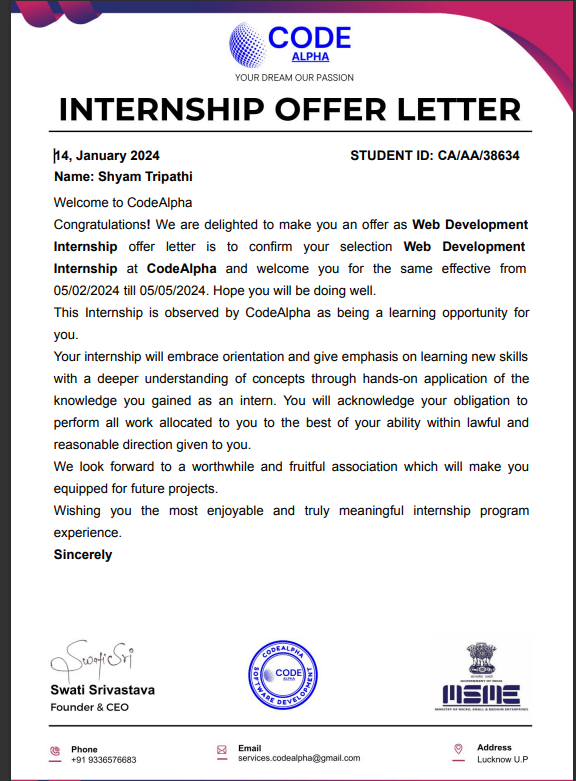 CODE
ALPHA
YOUR DREAM OUR PASSION
INTERNSHIP OFFER LETTER
14, January 2024 STUDENT ID: CA/AA/38634
Name: Shyam Tripathi
Welcome to CodeAlpha
Congratulations! We are delighted to make you an offer as Web Development
Internship offer letter is to confirm your selection Web Development
Internship at CodeAlpha and welcome you for the same effective from
05/02/2024 till 05/05/2024. Hope you will be doing well.
This Internship is observed by CodeAlpha as being a learning opportunity for
you.
Your internship will embrace orientation and give emphasis on learning new skills
with a deeper understanding of concepts through hands-on application of the
knowledge you gained as an intern. You will acknowledge your obligation to
perform all work allocated to you to the best of your ability within lawful and
reasonable direction given to you.
We look forward to a worthwhile and fruitful association which will make you
equipped for future projects.
Wishing you the most enjoyable and truly meaningful internship program
experience.
Sincerely
Swati Sri
Swati Srivastava
Founder & CEO
CODEALPHA
CODE
ALPHA
SOFTWARE DEVELOPMENT
GOVERNMENT OF INDIA
MSME
MINISTRY OF MICRO, SMALL & MEDIUM ENTERPRISES
Phone
+91 9336576683
Email
services.codealpha@gmail.com
Address
Lucknow U.P